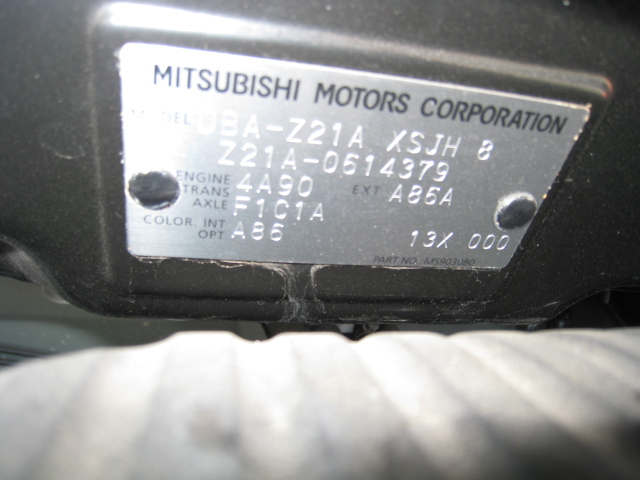 MITSUBISHI MOTORS CORPORATION
MODEL DBA-Z21A XSJH 8
Z21A-0614379
ENGINE 4A90 EXT A86A
TRANS AXLE F1C1A
COLOR. INT OPT A86 13X 000
PART NO. MS903080